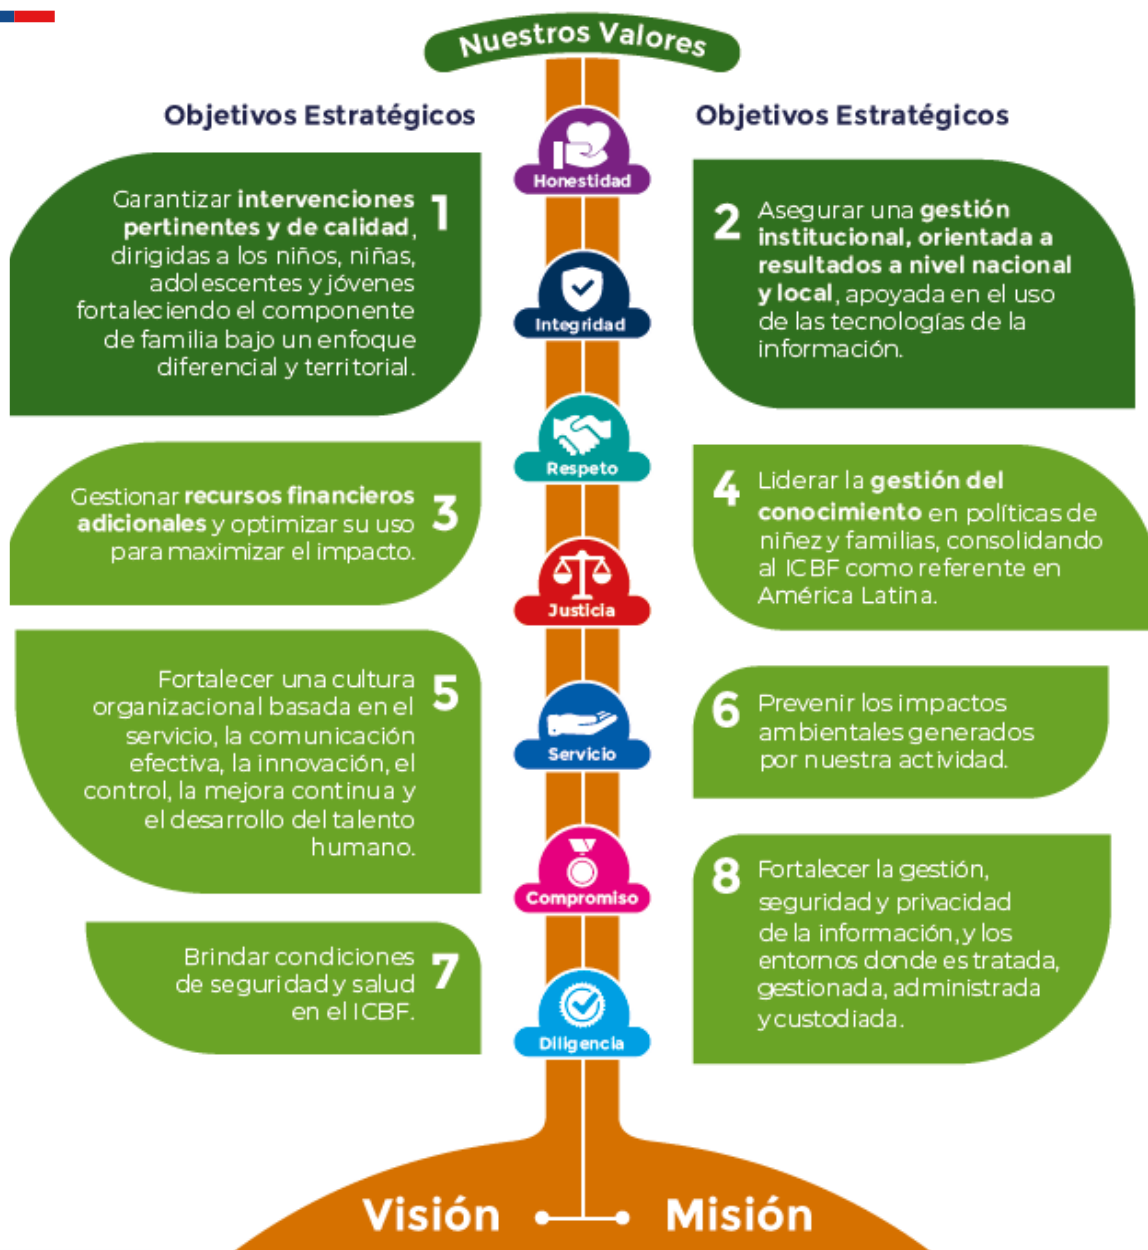 Nuestros Valores
Objetivos Estratégicos
Objetivos Estratégicos
1
Garantizar intervenciones
pertinentes y de calidad,
dirigidas a los niños, niñas,
adolescentes y jóvenes
fortaleciendo el componente
de familia bajo un enfoque
diferencial y territorial.
2
Asegurar una gestión
institucional, orientada a
resultados a nivel nacional
y local, apoyada en el uso
de las tecnologías de la
información.
3
Gestionar recursos financieros
adicionales y optimizar su uso
para maximizar el impacto.
4
Liderar la gestión del
conocimiento en políticas de
niñez y familias, consolidando
al ICBF como referente en
América Latina.
5
Fortalecer una cultura
organizacional basada en el
servicio, la comunicación
efectiva, la innovación, el
control, la mejora continua y
el desarrollo del talento
humano.
6
Prevenir los impactos
ambientales generados
por nuestra actividad.
7
Brindar condiciones
de seguridad y salud
en el ICBF.
8
Fortalecer la gestión,
seguridad y privacidad
de la información, y los
entornos donde es tratada,
gestionada, administrada
y custodiada.
Honestidad
Integridad
Respeto
Justicia
Servicio
Compromiso
Diligencia
Visión
Misión